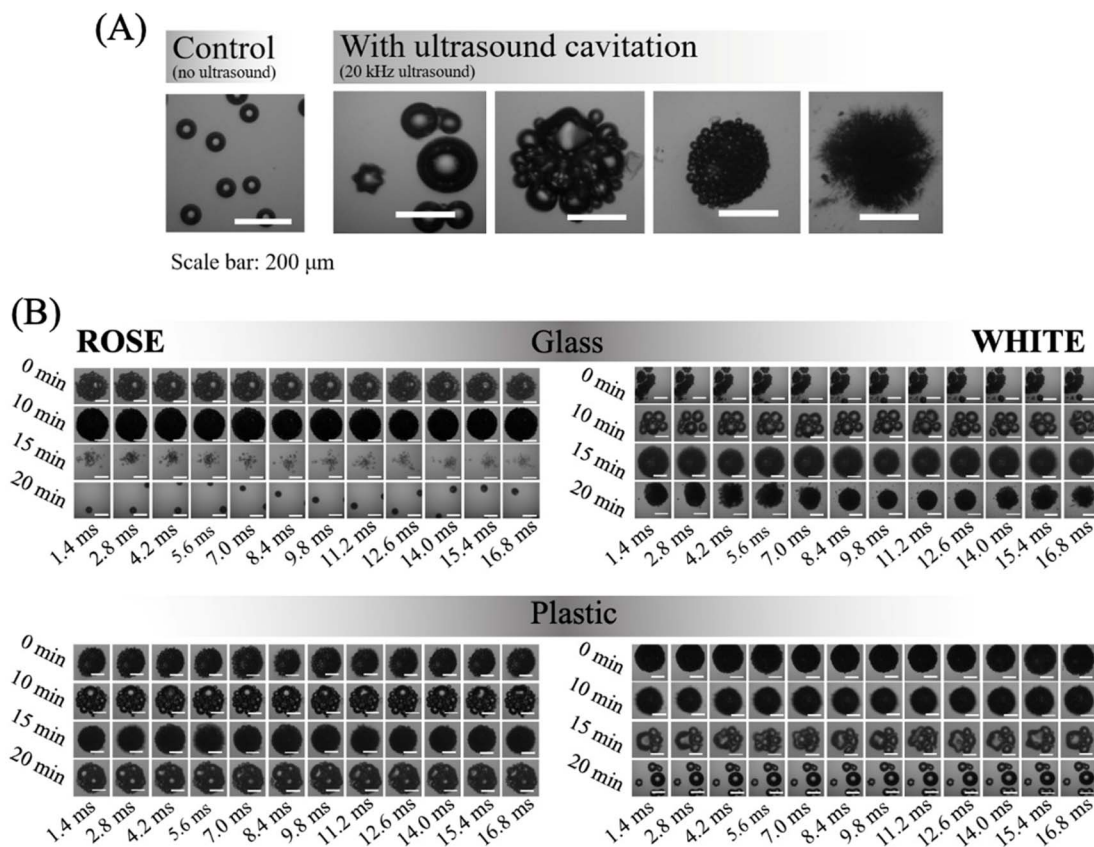 (A)
Control
(no ultrasound)
With ultrasound cavitation
(20 kHz ultrasound)
Scale bar: 200 μm
(B)
ROSE
Glass
WHITE
0 min
10 min
15 min
20 min
1.4 ms
2.8 ms
4.2 ms
5.6 ms
7.0 ms
8.4 ms
9.8 ms
11.2 ms
12.6 ms
14.0 ms
15.4 ms
16.8 ms
0 min
10 min
15 min
20 min
1.4 ms
2.8 ms
4.2 ms
5.6 ms
7.0 ms
8.4 ms
9.8 ms
11.2 ms
12.6 ms
14.0 ms
15.4 ms
16.8 ms
Plastic
0 min
10 min
15 min
20 min
1.4 ms
2.8 ms
4.2 ms
5.6 ms
7.0 ms
8.4 ms
9.8 ms
11.2 ms
12.6 ms
14.0 ms
15.4 ms
16.8 ms
0 min
10 min
15 min
20 min
1.4 ms
2.8 ms
4.2 ms
5.6 ms
7.0 ms
8.4 ms
9.8 ms
11.2 ms
12.6 ms
14.0 ms
15.4 ms
16.8 ms